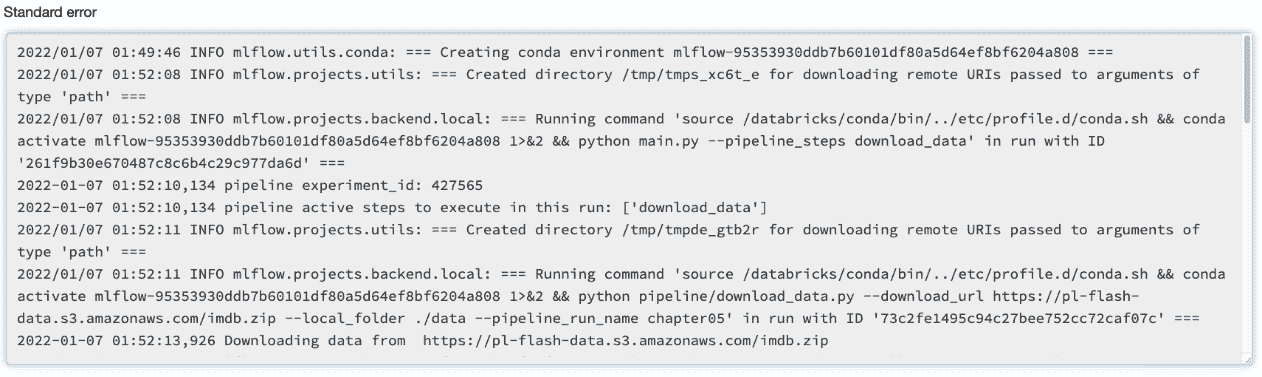 Standard error
2022/01/07 01:49:46 INFO mlflow.utils.conda: === Creating conda environment mlflow-95353930ddb7b60101df80a5d64ef8bf6204a808 ===
2022/01/07 01:52:08 INFO mlflow.projects.utils: === Created directory /tmp/tmps_xc6t_e for downloading remote URIs passed to arguments of
type 'path' ===
2022/01/07 01:52:08 INFO mlflow.projects.backend.local: === Running command 'source /databricks/conda/bin/../etc/profile.d/conda.sh && conda
activate mlflow-95353930ddb7b60101df80a5d64ef8bf6204a808 1>&2 && python main.py --pipeline_steps download_data' in run with ID
'261f9b30e670487c8c6b4c29c977da6d' ===
2022-01-07 01:52:10,134 pipeline experiment_id: 427565
2022-01-07 01:52:10,134 pipeline active steps to execute in this run: ['download_data']
2022/01/07 01:52:11 INFO mlflow.projects.utils: === Created directory /tmp/tmpde_gtb2r for downloading remote URIs passed to arguments of
type 'path' ===
2022/01/07 01:52:11 INFO mlflow.projects.backend.local: === Running command 'source /databricks/conda/bin/../etc/profile.d/conda.sh && conda
activate mlflow-95353930ddb7b60101df80a5d64ef8bf6204a808 1>&2 && python pipeline/download_data.py --download_url https://pl-flash-
data.s3.amazonaws.com/imdb.zip --local_folder ./data --pipeline_run_name chapter05' in run with ID '73c2fe1495c94c27bee752cc72caf07c' ===
2022-01-07 01:52:13,926 Downloading data from  https://pl-flash-data.s3.amazonaws.com/imdb.zip